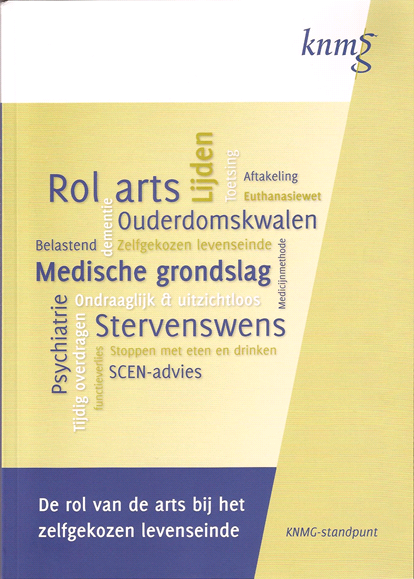 knmg
Rol arts
Lijden
Toetsing
Aftakeling
Euthanasiewet
dementie
Ouderdomskwalen
Belastend
Zelfgekozen levenseinde
Medicijnmethode
Medische grondslag
Psychiatrie
Ondraaglijk & uitzichtloos
Tijdig overdragen
Stervenswens
functieverlies
Stoppen met eten en drinken
SCEN-advies
De rol van de arts bij het
zelfgekozen levenseinde
KNMG-standpunt